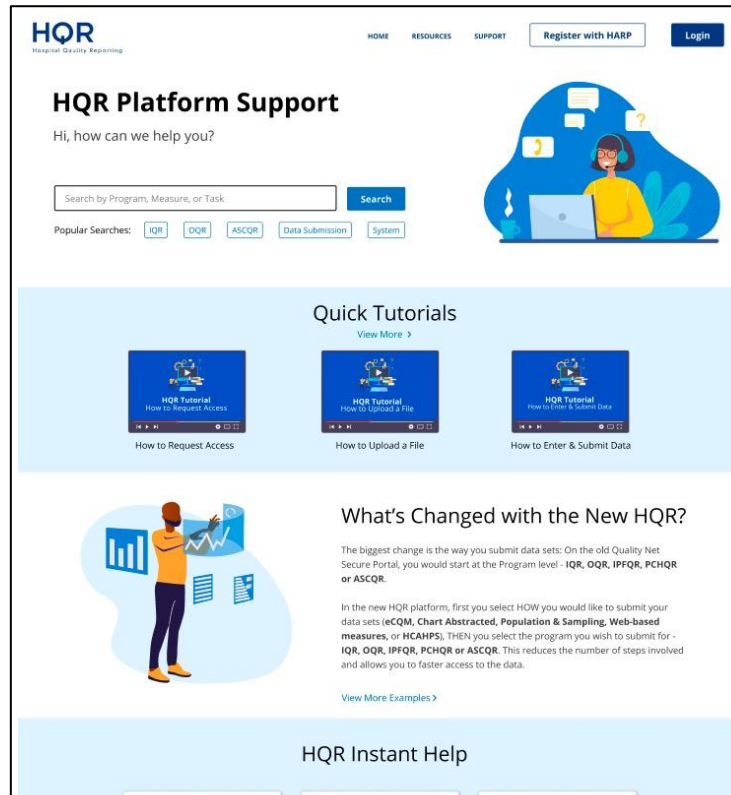 HQR
Hospital Qaulity Reporting
HOME RESOURCES SUPPORT Register with HARP Login
HQR Platform Support
Hi, how can we help you?
Search by Program, Measure, or Task Search
Popular Searches: IQR OQR ASCQR Data Submission System
Quick Tutorials
View More >
HQR Tutorial
How to Request Access
HQR Tutorial
How to Upload a File
HQR Tutorial
How to Enter & Submit Data
How to Request Access How to Upload a File How to Enter & Submit Data
What's Changed with the New HQR?
The biggest change is the way you submit data sets: On the old Quality Net
Secure Portal, you would start at the Program level - IQR, OQR, IPFQR, PCHQR
or ASCQR.
In the new HQR platform, first you select HOW you would like to submit your
data sets (eCQM, Chart Abstracted, Population & Sampling, Web-based
measures, or HCAHPS), THEN you select the program you wish to submit for -
IQR, OQR, IPFQR, PCHQR or ASCQR. This reduces the number of steps involved
and allows you to faster access to the data.
View More Examples >
HQR Instant Help